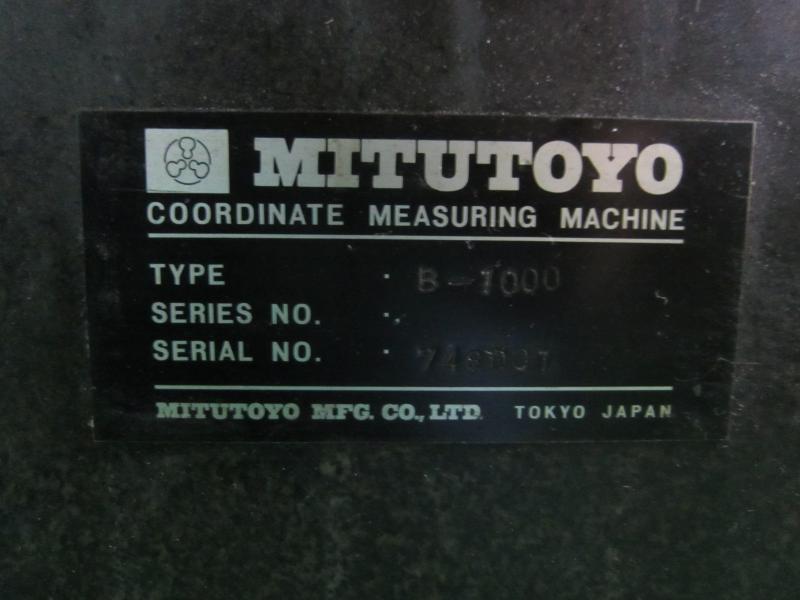 MITUTOYO
COORDINATE MEASURING MACHINE
TYPE : B-1000
SERIES NO. :
SERIAL NO. :
MITUTOYO MFG. CO., LTD. TOKYO JAPAN